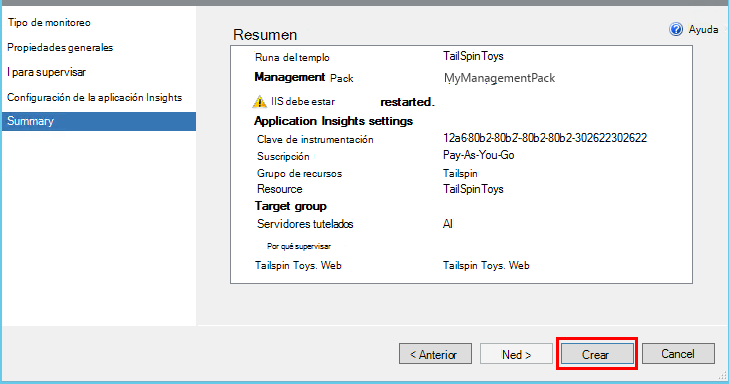 Tipo de monitoreo
Propiedades generales
I para supervisar
Configuración de la aplicación Insights
Summary
Resumen
Ayuda
Runa del templo TailSpinToys
Management Pack MyManagementPack
IIS debe estar restarted.
Application Insights settings
Clave de instrumentación 12a680b2-80b2-80b2-80b2-302622302622
Suscripción Pay-As-You-Go
Grupo de recursos Tailspin
Resource TailSpinToys
Target group
Servidores tutelados AI
Por qué supervisar
Tailspin Toys. Web Tailspin Toys. Web
< Anterior Ned > Crear Cancel